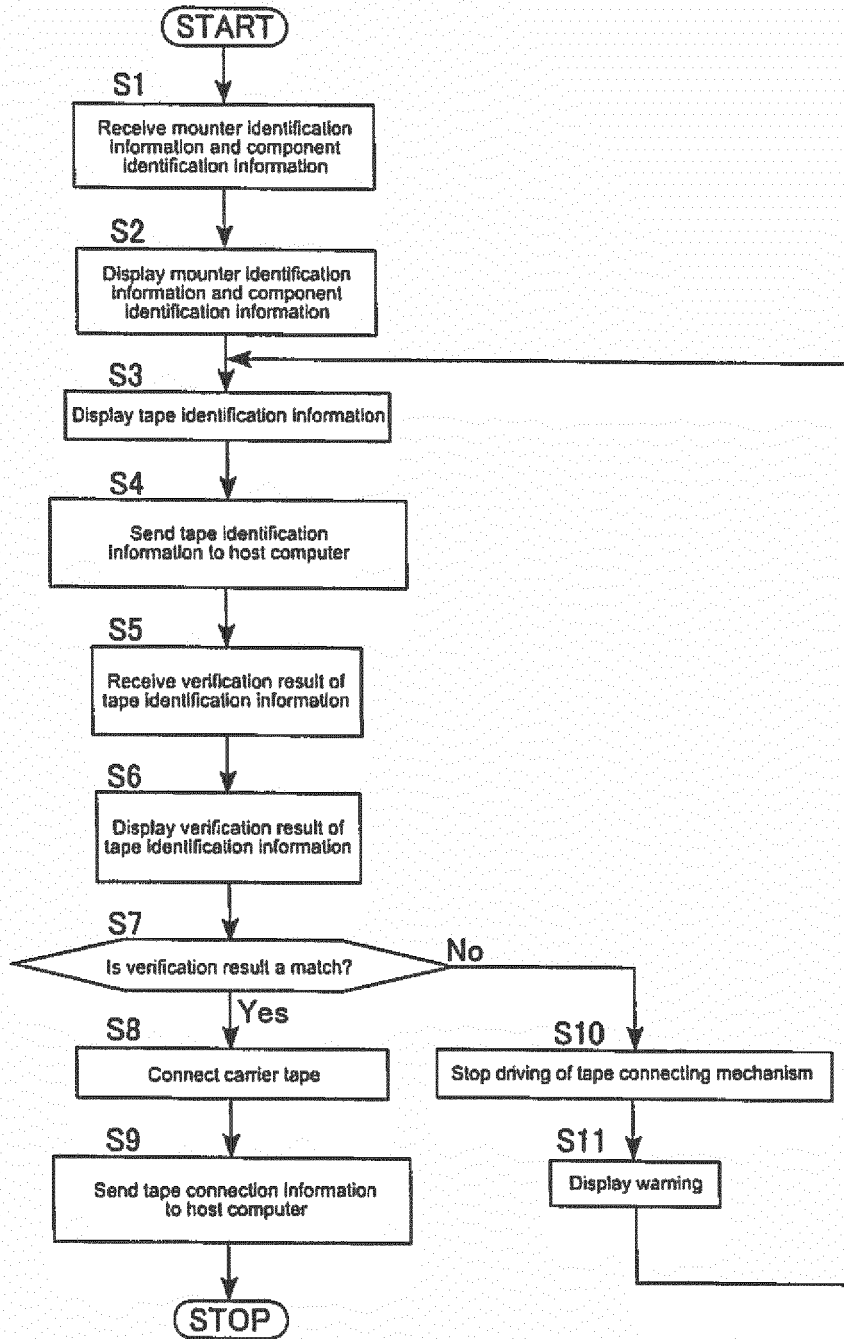 START
S1
Receive mounter identification
information and component
identification information
S2
Display mounter identification
information and component
identification information
S3
Display tape identification information
S4
Send tape identification
information to host computer
S5
Receive verification result of
tape identification information
S6
Display verification result of
tape identification information
S7
Is verification result a match?
No
Yes
S8
Connect carrier tape
S10
Stop driving of tape connecting mechanism
S9
Send tape connection information
to host computer
S11
Display warning
STOP